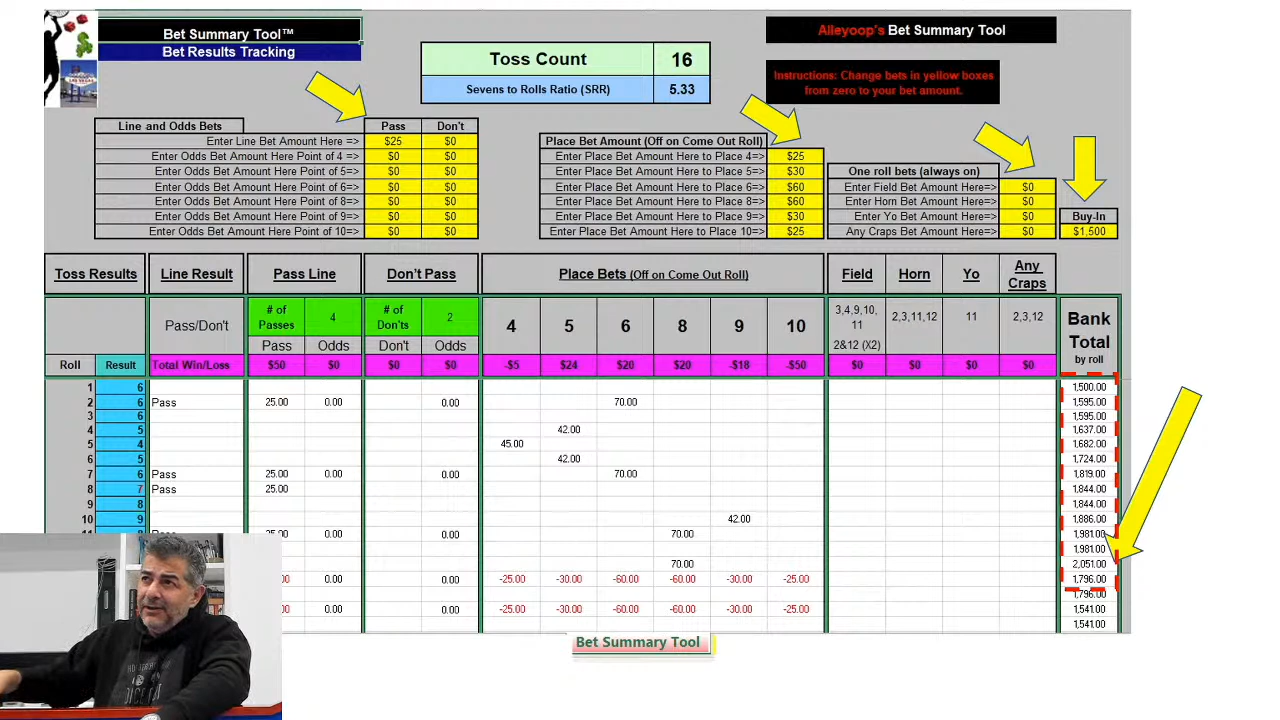 Bet Summary Tool™
Bet Results Tracking
Alleyoop's Bet Summary Tool
Toss Count 16
Sevens to Rolls Ratio (SRR) 5.33
Instructions: Change bets in yellow boxes
from zero to your bet amount.
Line and Odds Bets Pass Don't
Enter Line Bet Amount Here => $25 $0
Enter Odds Bet Amount Here Point of 4 => $0 $0
Enter Odds Bet Amount Here Point of 5=> $0 $0
Enter Odds Bet Amount Here Point of 6=> $0 $0
Enter Odds Bet Amount Here Point of 8=> $0 $0
Enter Odds Bet Amount Here Point of 9=> $0 $0
Enter Odds Bet Amount Here Point of 10=> $0 $0
Place Bet Amount (Off on Come Out Roll)
Enter Place Bet Amount Here to Place 4=> $25
Enter Place Bet Amount Here to Place 5=> $30
Enter Place Bet Amount Here to Place 6=> $60
Enter Place Bet Amount Here to Place 8=> $60
Enter Place Bet Amount Here to Place 9=> $30
Enter Place Bet Amount Here to Place 10=> $25
One roll bets (always on)
Enter Field Bet Amount Here=> $0
Enter Horn Bet Amount Here=> $0
Enter Yo Bet Amount Here=> $0
Any Craps Bet Amount Here=> $0
Buy-In
$1,500
Toss Results Line Result Pass Line Don't Pass Place Bets (Off on Come Out Roll) Field Horn Yo Any Craps
Pass/Don't # of Passes 4 # of Don'ts 2 4 5 6 8 9 10 3,4,9,10, 11 2&12 (X2) 2,3,11,12 11 2,3,12 Bank Total by roll
Pass Odds Don't Odds
Roll Result Total Win/Loss $50 $0 $0 $0 -$5 $24 $20 $20 -$18 -$50 $0 $0 $0 $0
1 6 1,500.00
2 6 Pass 25.00 0.00 0.00 70.00 1,595.00
3 6 1,595.00
4 5 42.00 1,637.00
5 4 45.00 1,682.00
6 5 42.00 1,724.00
7 6 Pass 25.00 0.00 0.00 70.00 1,819.00
8 7 Pass 25.00 1,844.00
9 8 1,844.00
10 9 42.00 1,886.00
0.00 0.00 70.00 1,981.00
1,981.00
70.00 2,051.00
0.00 0.00 -25.00 -30.00 -60.00 -60.00 -30.00 -25.00 1,796.00
1,796.00
0.00 0.00 -25.00 -30.00 -60.00 -60.00 -30.00 -25.00 1,541.00
1,541.00
Bet Summary Tool